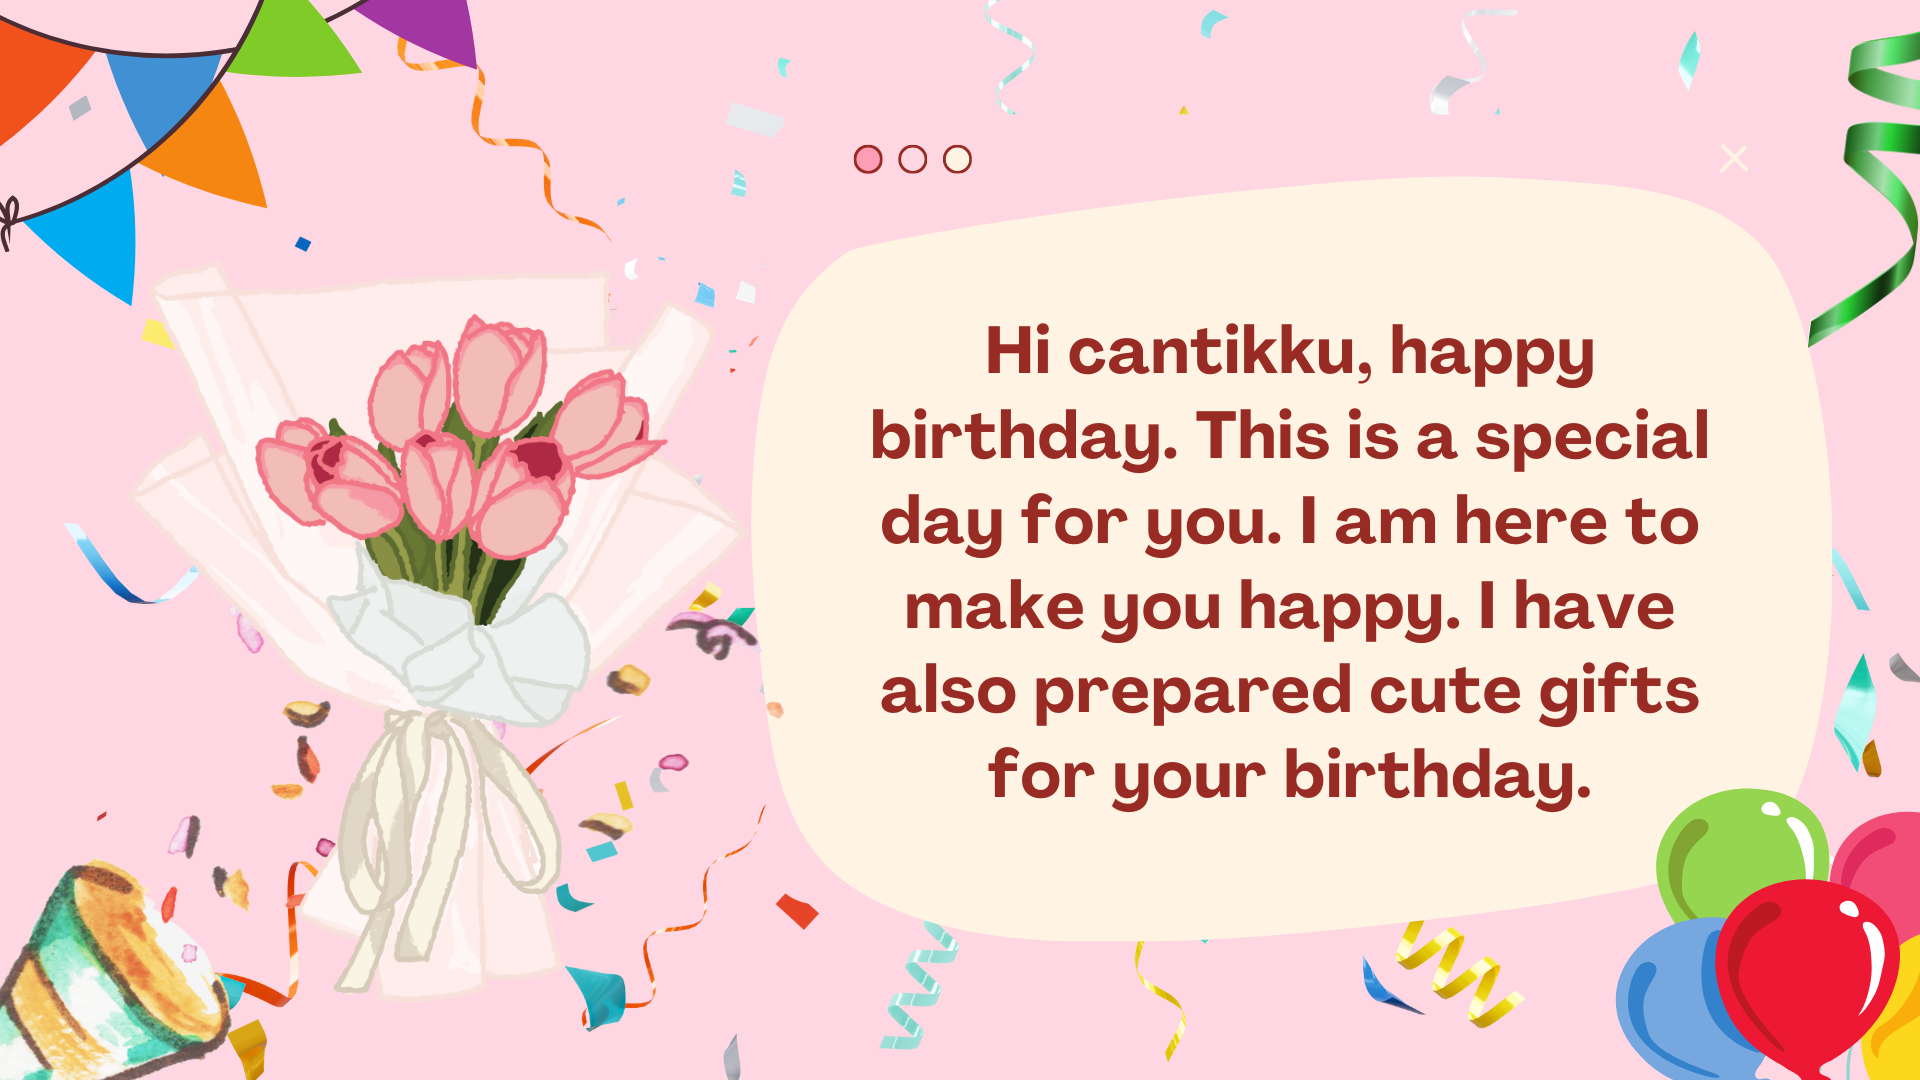 Hi cantikku, happy
birthday. This is a special
day for you. I am here to
make you happy. I have
also prepared cute gifts
for your birthday.